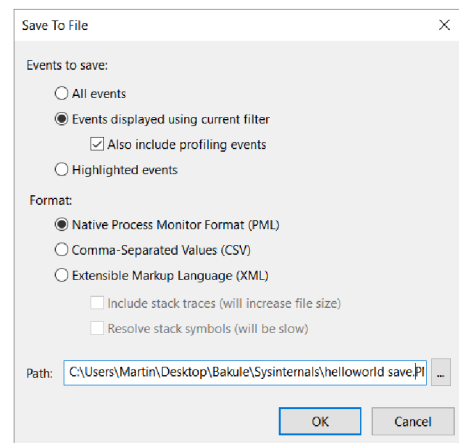 Save To File
Events to save:
All events
Events displayed using current filter
Also include profiling events
Highlighted events
Format:
Native Process Monitor Format (PML)
Comma-Separated Values (CSV)
Extensible Markup Language (XML)
Include stack traces (will increase file size)
Resolve stack symbols (will be slow)
Path: C:\Users\Martin\Desktop\Bakule\Sysinternals\helloworld save. ...
OK Cancel